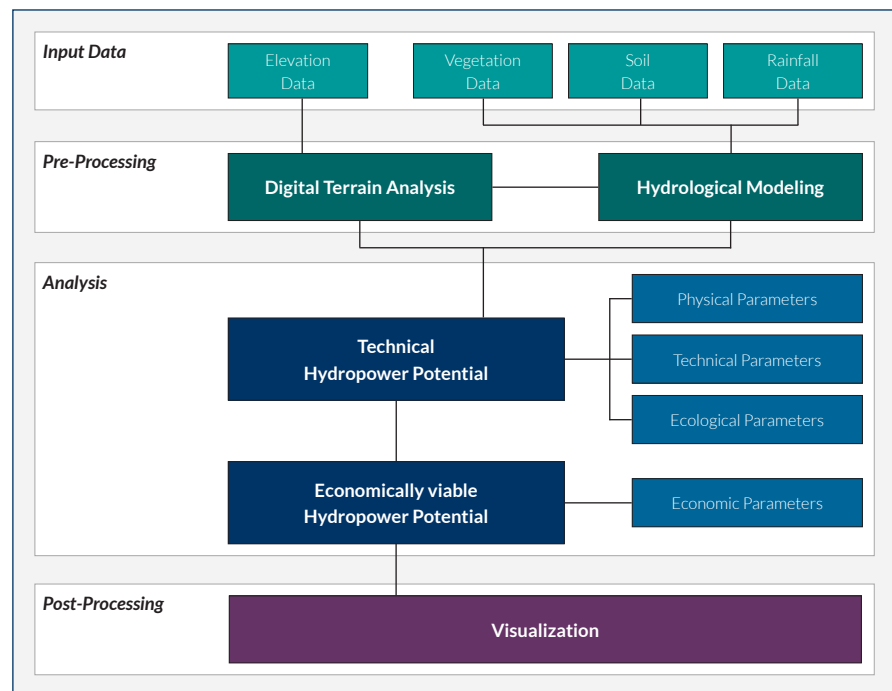 Input Data
Elevation
Data
Vegetation
Data
Soil
Data
Rainfall
Data
Pre-Processing
Digital Terrain Analysis
Hydrological Modeling
Analysis
Physical Parameters
Technical
Hydropower Potential
Technical Parameters
Ecological Parameters
Economically viable
Hydropower Potential
Economic Parameters
Post-Processing
Visualization